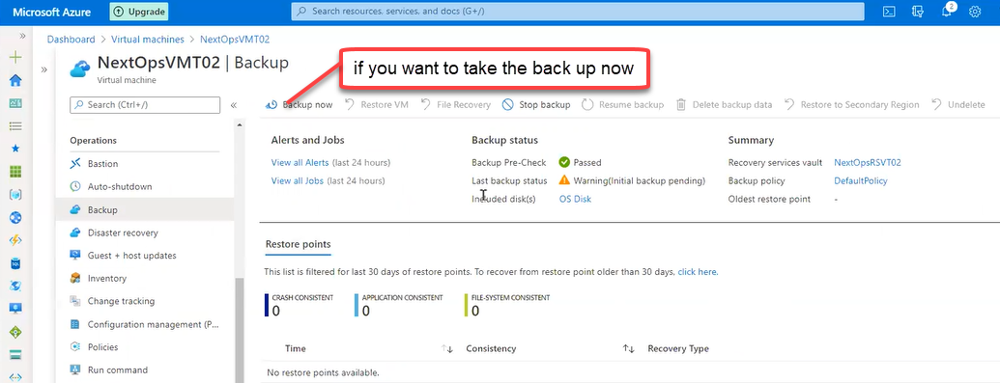 Microsoft Azure
Upgrade
Search resources, services, and docs (G+/)
2
Dashboard > Virtual machines > NextOpsVMT02
NextOpsVMT02 | Backup
Virtual machine
if you want to take the back up now
Search (Ctrl+/)
Backup now
Restore VM
File Recovery
Stop backup
Resume backup
Delete backup data
Restore to Secondary Region
Undelete
Operations
Bastion
Auto-shutdown
Backup
Disaster recovery
Guest + host updates
Inventory
Change tracking
Configuration management (P...
Policies
Run command
Alerts and Jobs
View all Alerts (last 24 hours)
View all Jobs (last 24 hours)
Backup status
Backup Pre-Check Passed
Last backup status Warning(Initial backup pending)
Included disk(s) OS Disk
Summary
Recovery services vault NextOpsRSVT02
Backup policy DefaultPolicy
Oldest restore point -
Restore points
This list is filtered for last 30 days of restore points. To recover from restore point older than 30 days, click here.
CRASH CONSISTENT
0
APPLICATION CONSISTENT
0
FILE-SYSTEM CONSISTENT
0
Time Consistency Recovery Type
No restore points available.